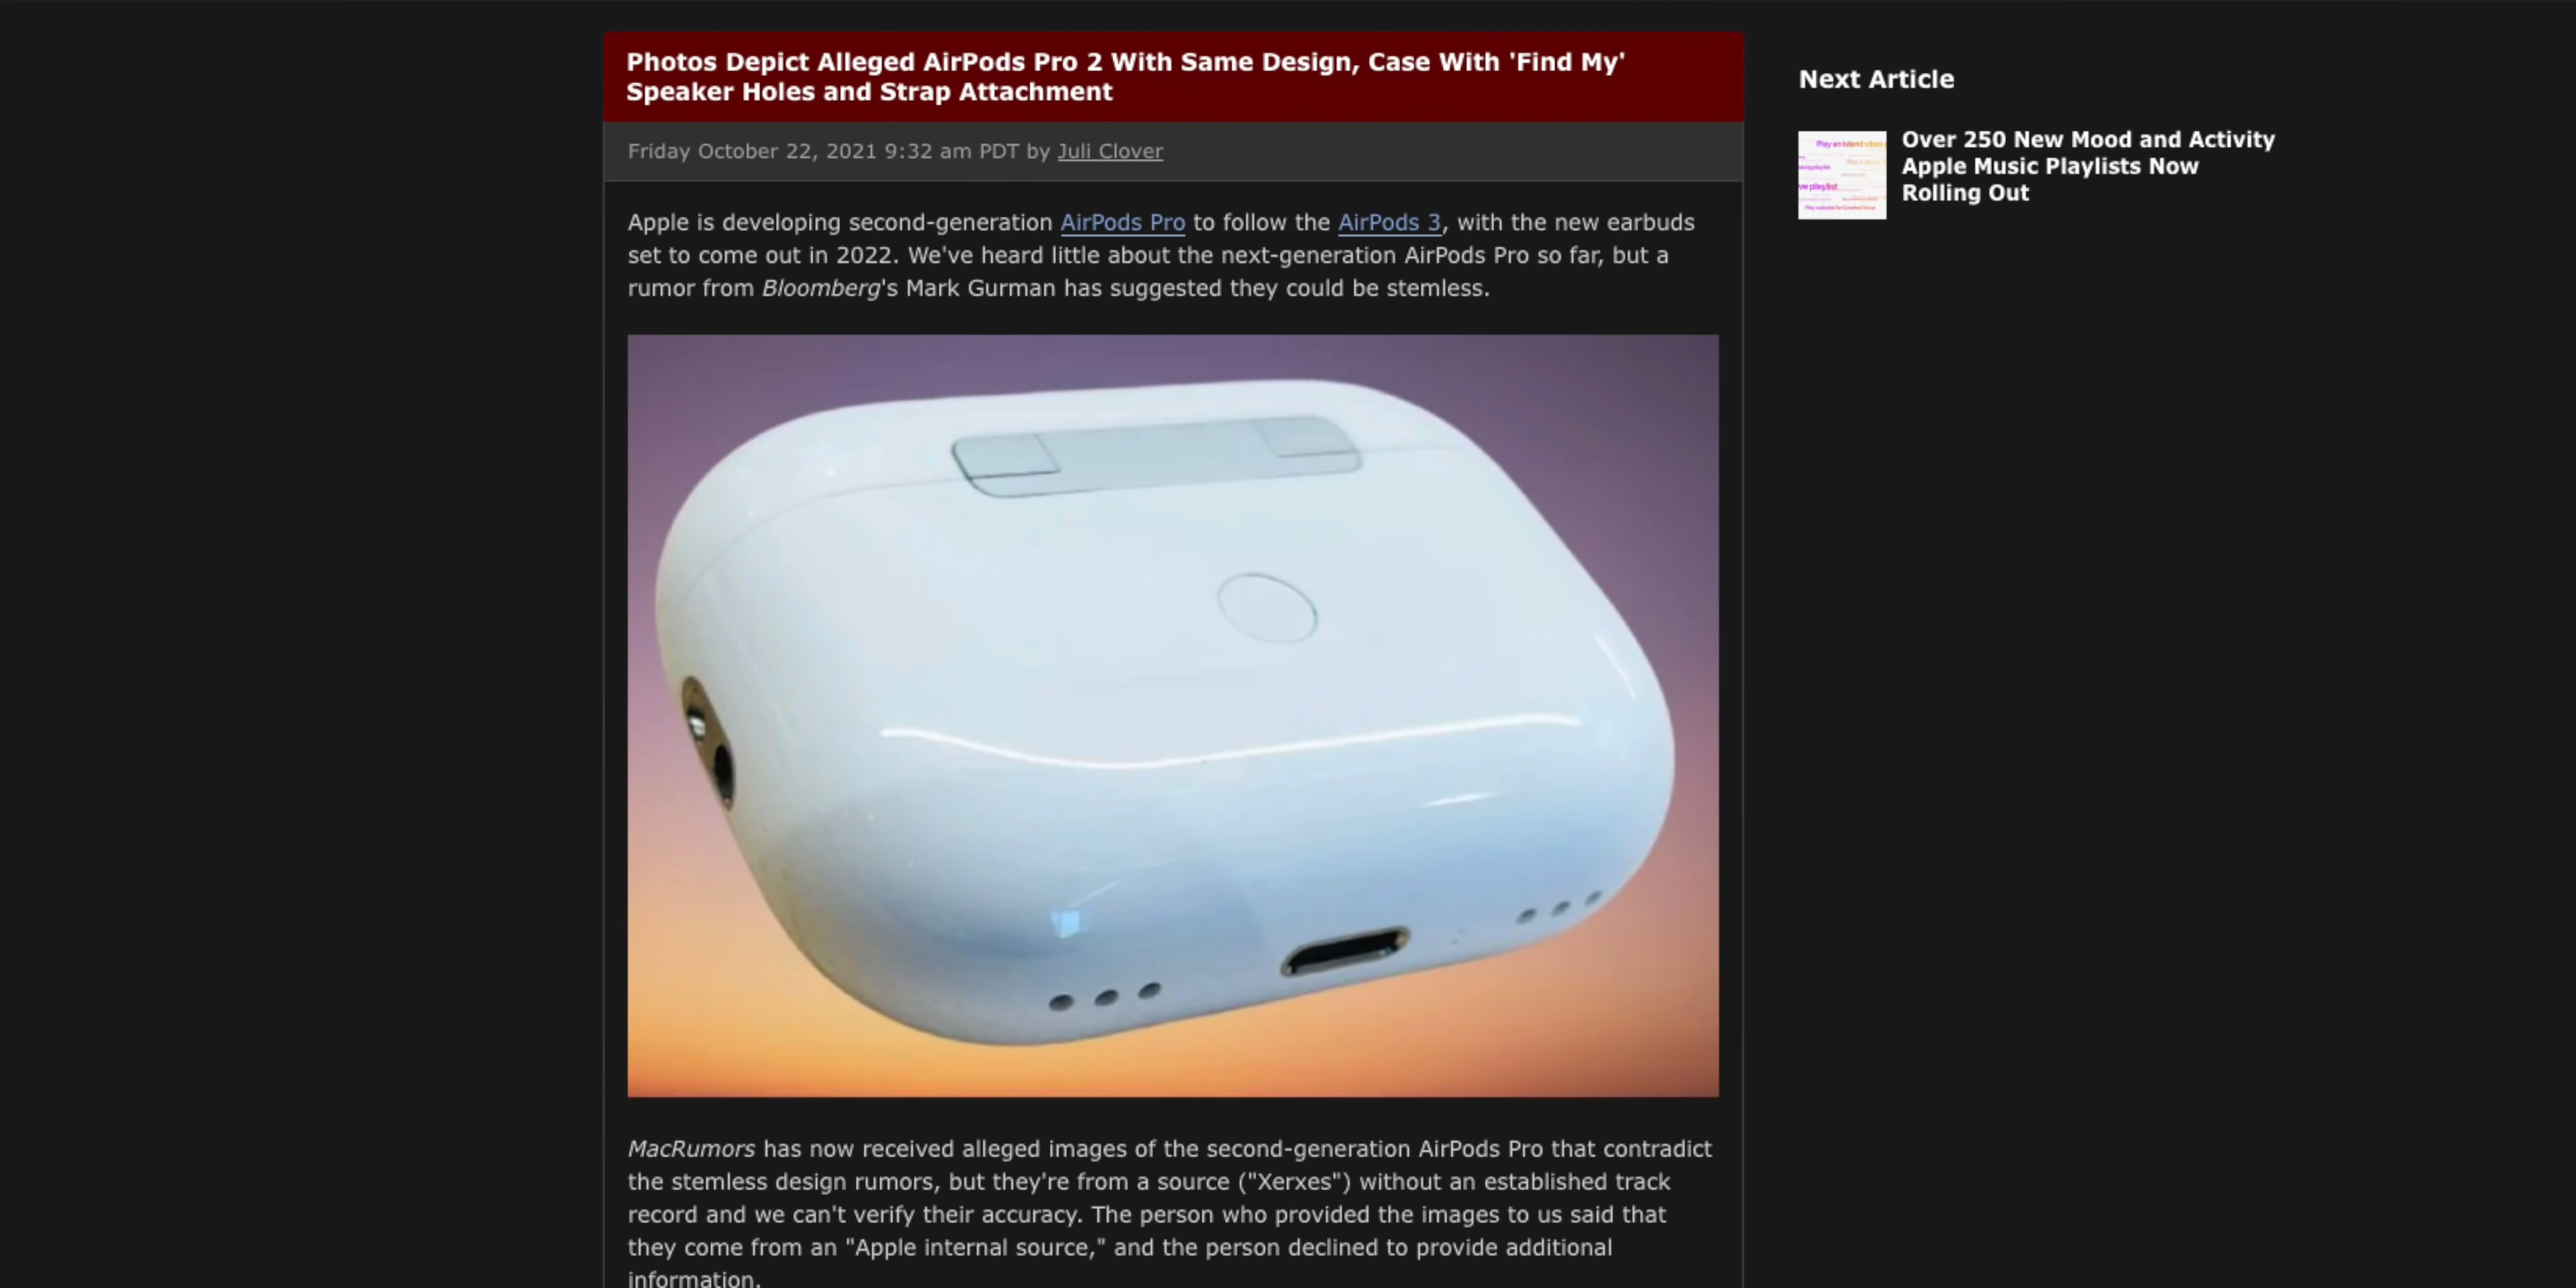 Photos Depict Alleged AirPods Pro 2 With Same Design, Case With 'Find My'
Speaker Holes and Strap Attachment
Friday October 22, 2021 9:32 am PDT by Juli Clover
Apple is developing second-generation AirPods Pro to follow the AirPods 3, with the new earbuds
set to come out in 2022. We've heard little about the next-generation AirPods Pro so far, but a
rumor from Bloomberg's Mark Gurman has suggested they could be stemless.
MacRumors has now received alleged images of the second-generation AirPods Pro that contradict
the stemless design rumors, but they're from a source ("Xerxes") without an established track
record and we can't verify their accuracy. The person who provided the images to us said that
they come from an "Apple internal source," and the person declined to provide additional
information.
Next Article
Play an island vibes
ve playlist
Over 250 New Mood and Activity
Apple Music Playlists Now
Rolling Out